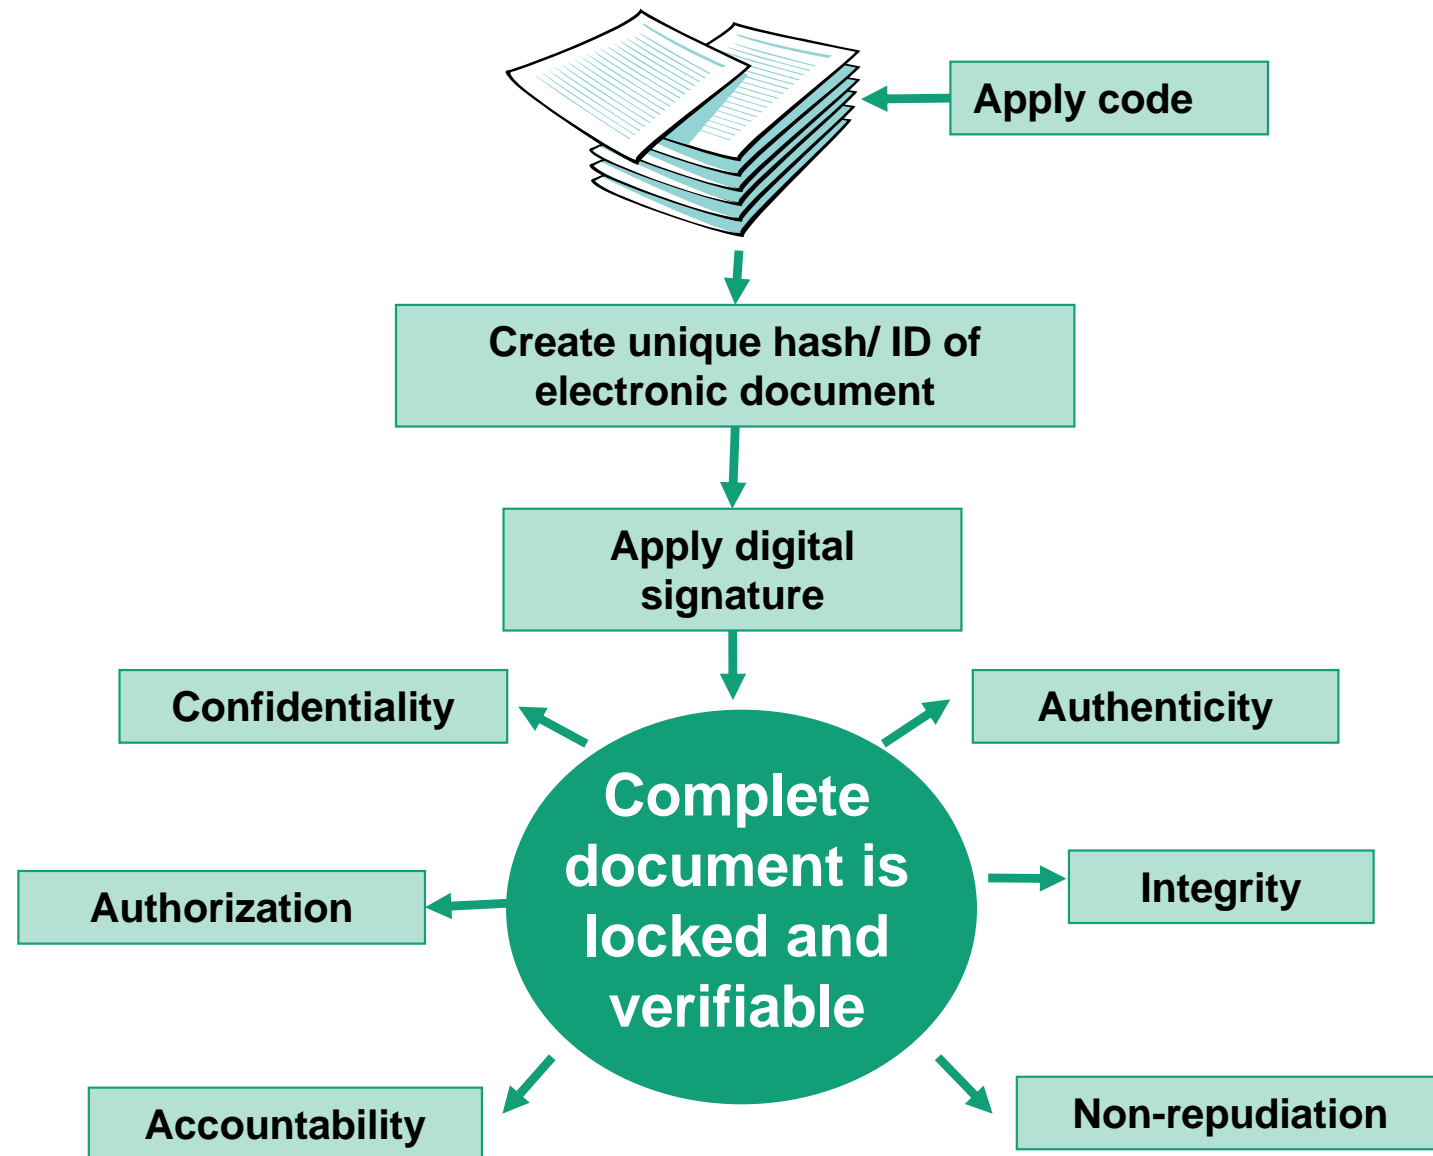 Apply code
Create unique hash/ ID of
electronic document
Apply digital
signature
Confidentiality
Authenticity
Complete
document is
locked and
verifiable
Authorization
Integrity
Accountability
Non-repudiation